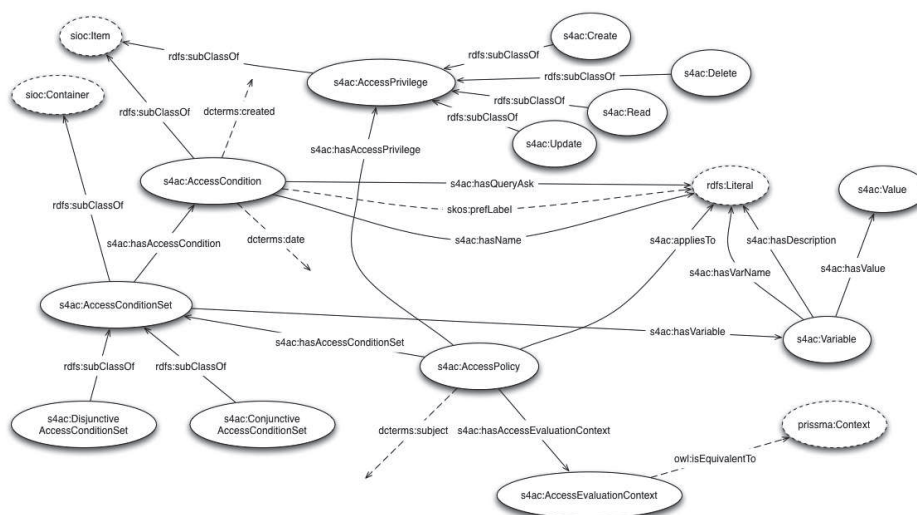 sioc:Item
s4ac:Create
rdfs:subClassOf
rdfs:subClassOf
s4ac:AccessPrivilege
rdfs:subClassOf
s4ac:Delete
sioc:Container
rdfs:subClassOf
dcterms:created
rdfs:subClassOf
s4ac:Read
rdfs:subClassOf
s4ac:Update
s4ac:hasAccessPrivilege
s4ac:AccessCondition
s4ac:hasQueryAsk
rdfs:Literal
s4ac:Value
rdfs:subClassOf
skos:prefLabel
dcterms:date
s4ac:hasName
s4ac:appliesTo
s4ac:hasDescription
s4ac:hasAccessCondition
s4ac:hasVarName
s4ac:hasValue
s4ac:AccessConditionSet
s4ac:hasAccessConditionSet
s4ac:hasVariable
s4ac:Variable
rdfs:subClassOf
rdfs:subClassOf
s4ac:AccessPolicy
s4ac:Disjunctive
AccessConditionSet
s4ac:Conjunctive
AccessConditionSet
dcterms:subject
s4ac:hasAccessEvaluationContext
prissma:Context
owl:isEquivalentTo
s4ac:AccessEvaluationContext